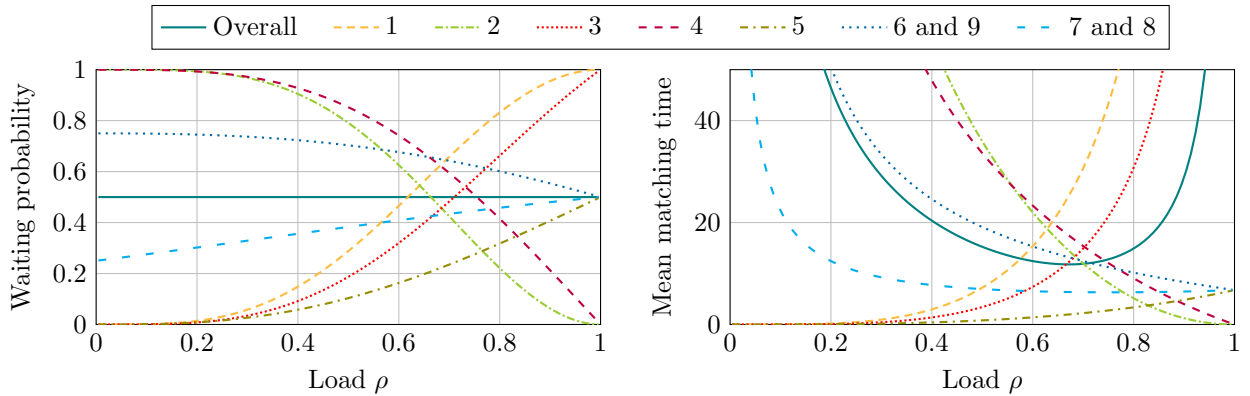 Overall 1 2 3 4 5 6 and 9 7 and 8
Waiting probability
1
0.8
0.6
0.4
0.2
0
0 0.2 0.4 0.6 0.8 1
Load ρ
Mean matching time
40
20
0
0 0.2 0.4 0.6 0.8 1
Load ρ